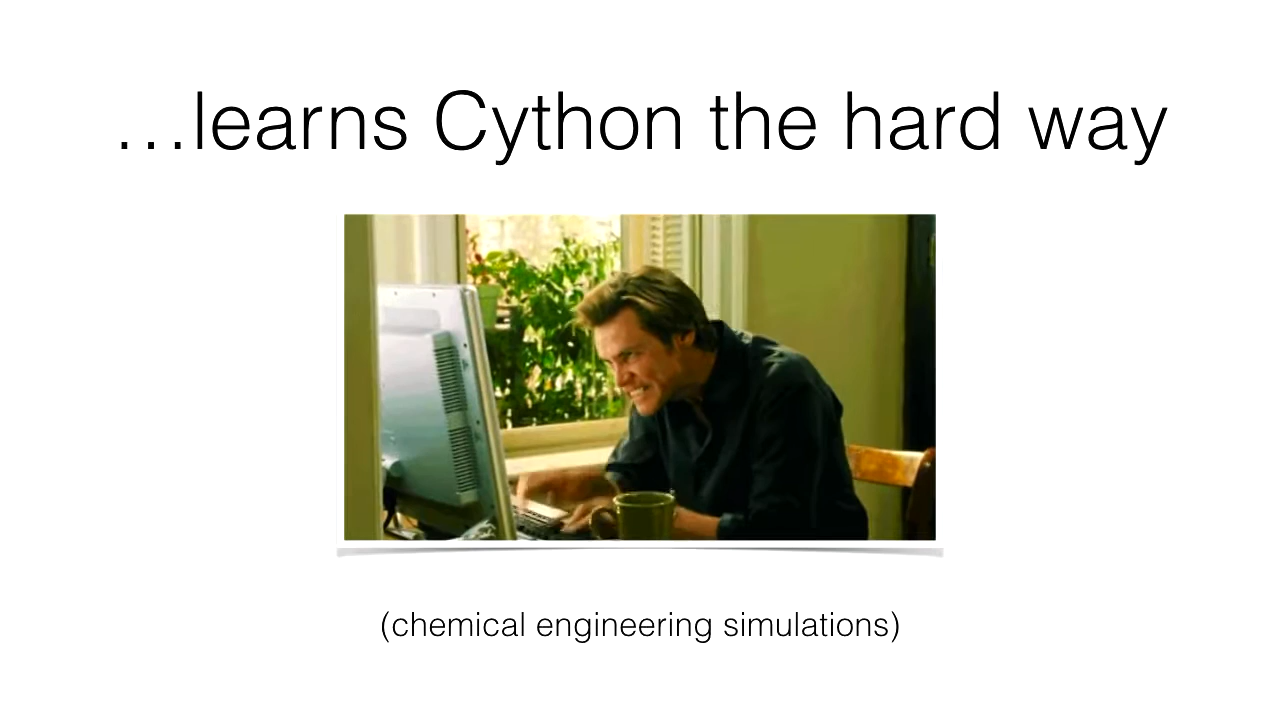 …learns Cython the hard way
(chemical engineering simulations)